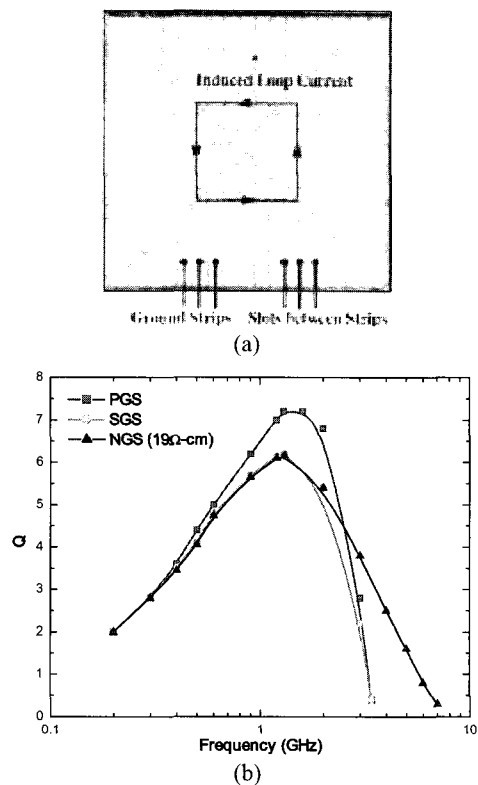 Induced Loop Current
Ground Strips Slots between Strips
(a)
8
7
6
5
4
3
2
1
0
Q
PGS
SGS
NGS (19Ω-cm)
0.1 1 10
Frequency (GHz)
(b)